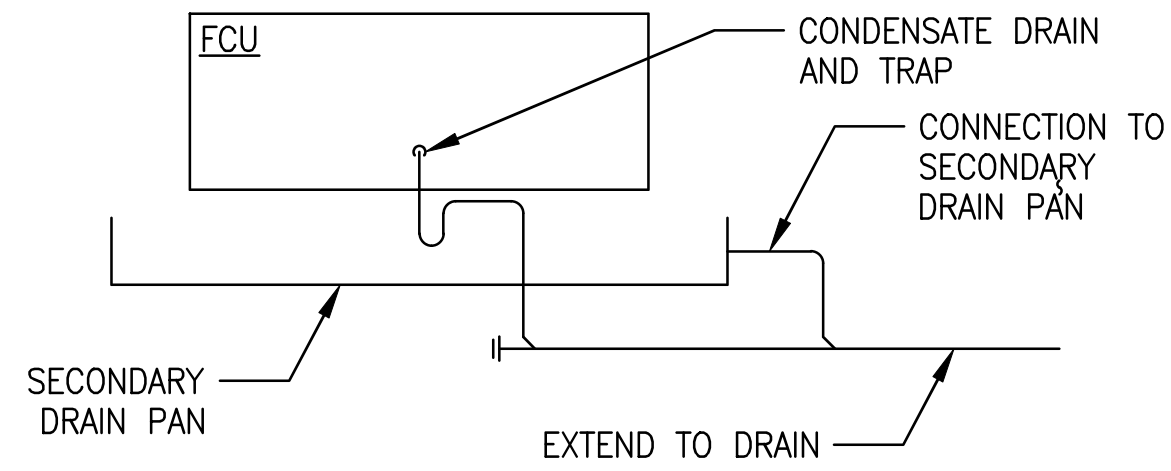 FCU
CONDENSATE DRAIN
AND TRAP
CONNECTION TO
SECONDARY
DRAIN PAN
SECONDARY
DRAIN PAN
EXTEND TO DRAIN